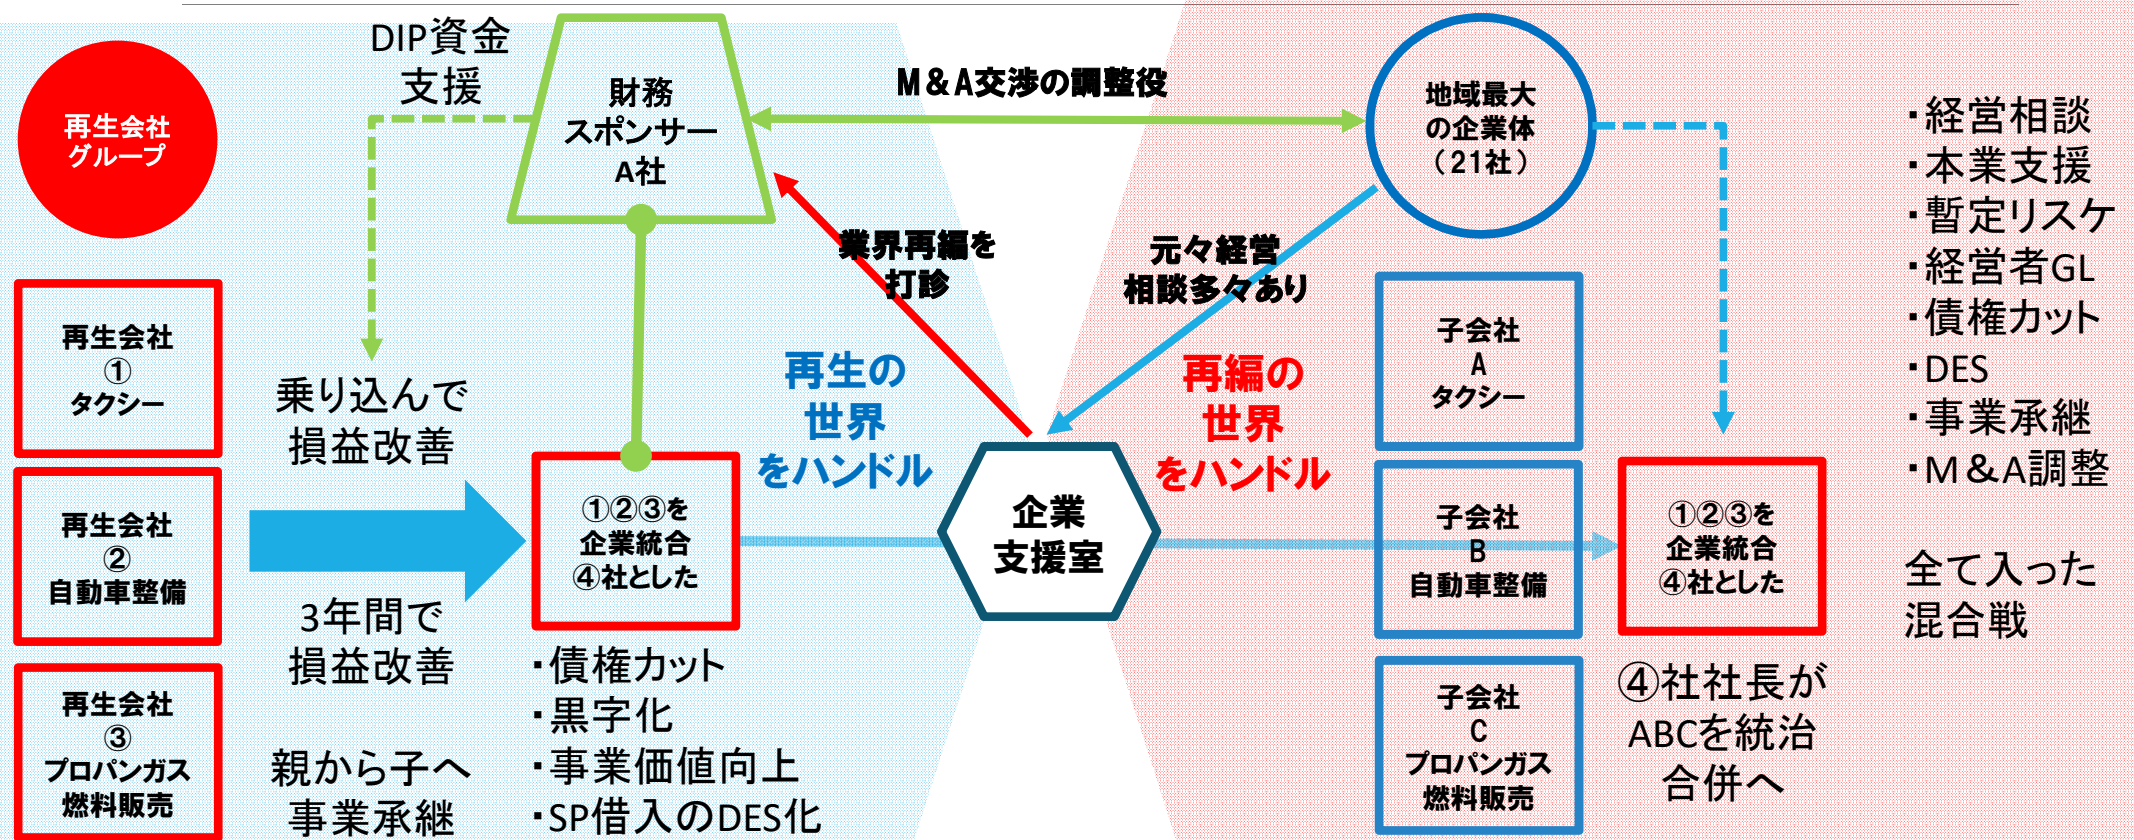 再生会社
グループ
再生会社
①
タクシー
再生会社
②
自動車整備
再生会社
③
プロパンガス
燃料販売
DIP資金
支援
乗り込んで
損益改善
3年間で
損益改善
親から子へ
事業承継
財務
スポンサー
A社
①②③を
企業統合
④社とした
・債権カット
・黒字化
・事業価値向上
・SP借入のDES化
M&A交渉の調整役
業界再編を
打診
元々経営
相談多々あり
再生の
世界
をハンドル
再編の
世界
をハンドル
企業
支援室
地域最大
の企業体
（21社）
子会社
A
タクシー
子会社
B
自動車整備
子会社
C
プロパンガス
燃料販売
①②③を
企業統合
④社とした
④社社長が
ABCを統治
合併へ
・経営相談
・本業支援
・暫定リスケ
・経営者GL
・債権カット
・DES
・事業承継
・M&A調整
全て入った
混合戦